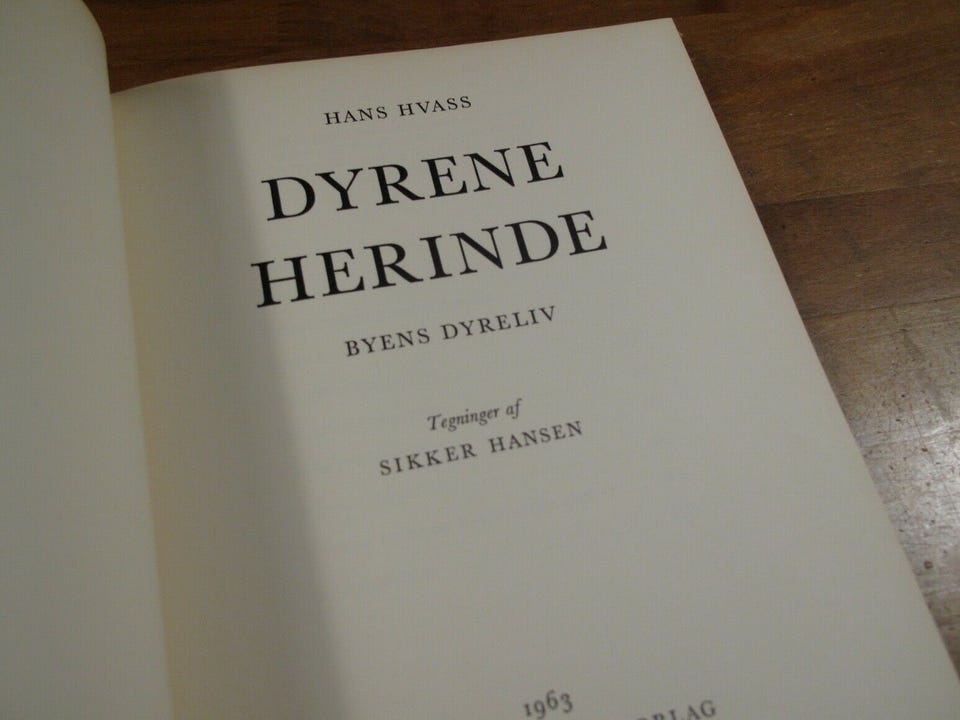 HANS HVASS
DYRENE
HERINDE
BYENS DYRELIV
Tegninger af
SIKKER HANSEN
1963